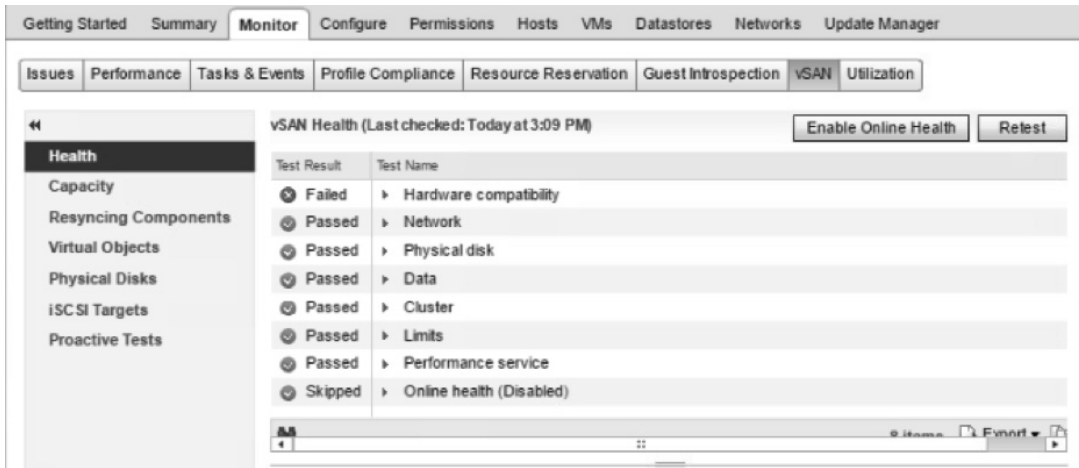 Getting Started Summary Monitor Configure Permissions Hosts VMs Datastores Networks Update Manager
Issues Performance Tasks & Events Profile Compliance Resource Reservation Guest Introspection vSAN Utilization
vSAN Health (Last checked: Today at 3:09 PM) Enable Online Health Retest
Health
Capacity
Resyncing Components
Virtual Objects
Physical Disks
iSCSI Targets
Proactive Tests
Test Result Test Name
Failed Hardware compatibility
Passed Network
Passed Physical disk
Passed Data
Passed Cluster
Passed Limits
Passed Performance service
Skipped Online health (Disabled)
8 items Export